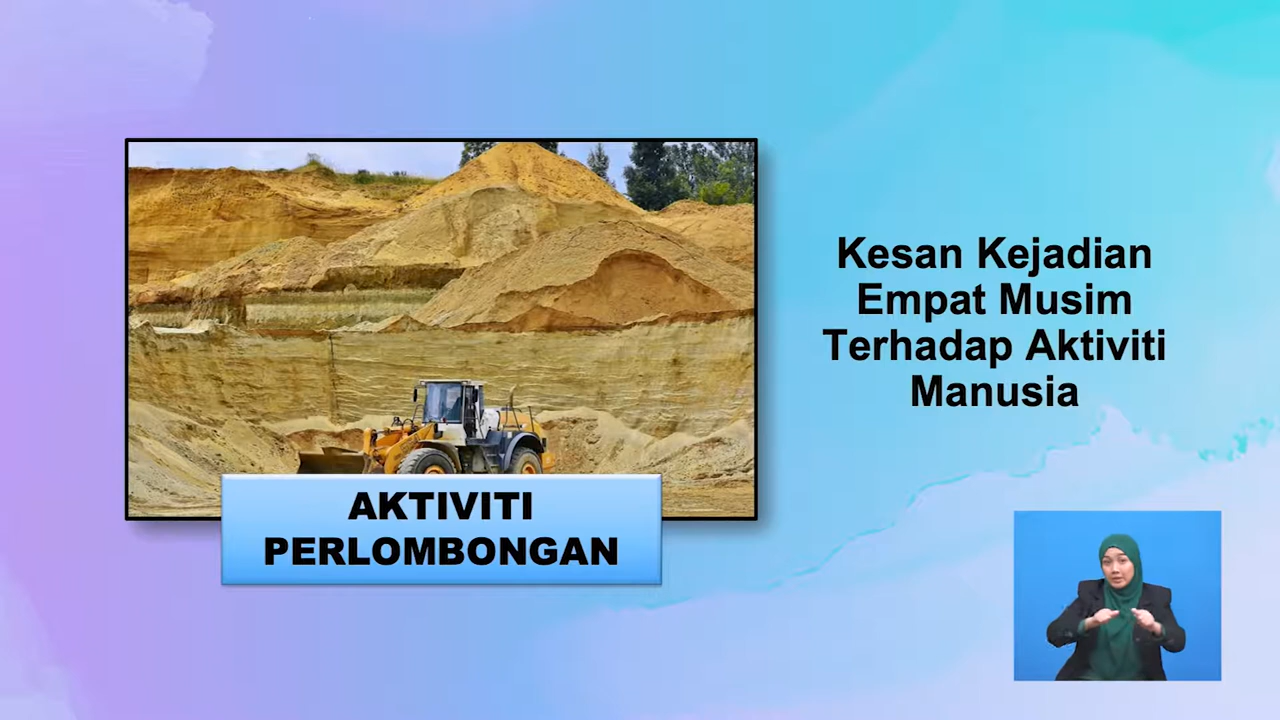 Kesan Kejadian
Empat Musim
Terhadap Aktiviti
Manusia
AKTIVITI
PERLOMBONGAN